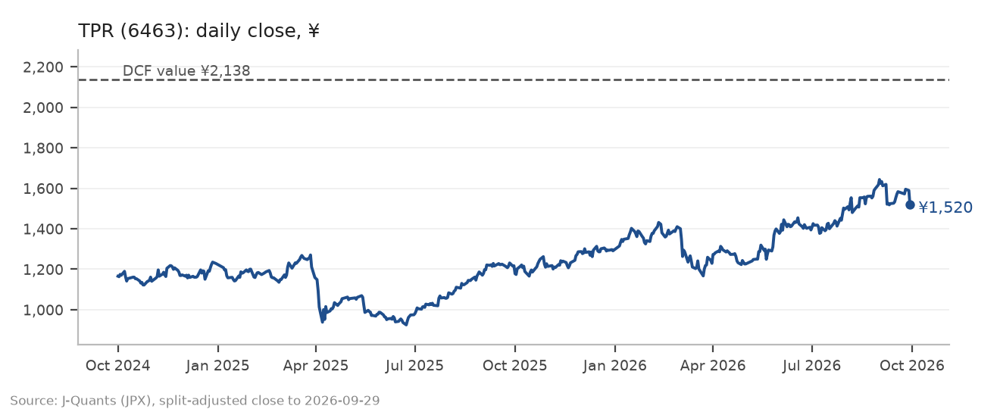 TPR (6463): daily close, ¥
2,200
DCF value ¥2,138
2,000
1,800
1,600
¥1,520
1,400
1,200
1,000
Oct 2024 Jan 2025 Apr 2025 Jul 2025 Oct 2025 Jan 2026 Apr 2026 Jul 2026 Oct 2026
Source: J-Quants (JPX), split-adjusted close to 2026-09-29